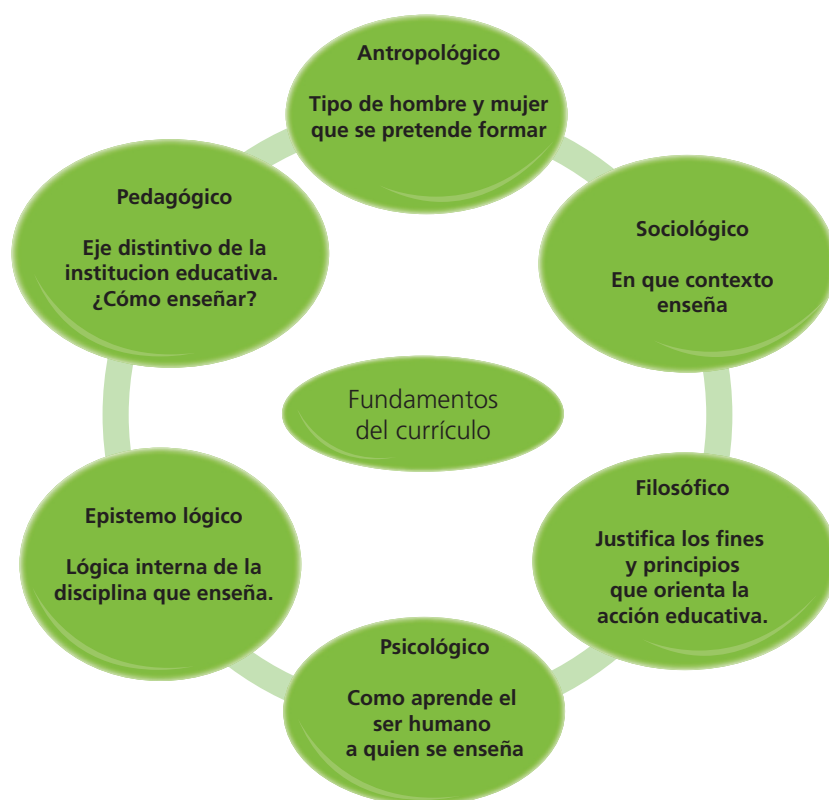 Antropológico
Tipo de hombre y mujer
que se pretende formar
Pedagógico
Eje distintivo de la
institucion educativa.
¿Cómo enseñar?
Sociológico
En que contexto
enseña
Fundamentos
del currículo
Epistemo lógico
Lógica interna de la
disciplina que enseña.
Filosófico
Justifica los fines
y principios
que orienta la
acción educativa.
Psicológico
Como aprende el
ser humano
a quien se enseña